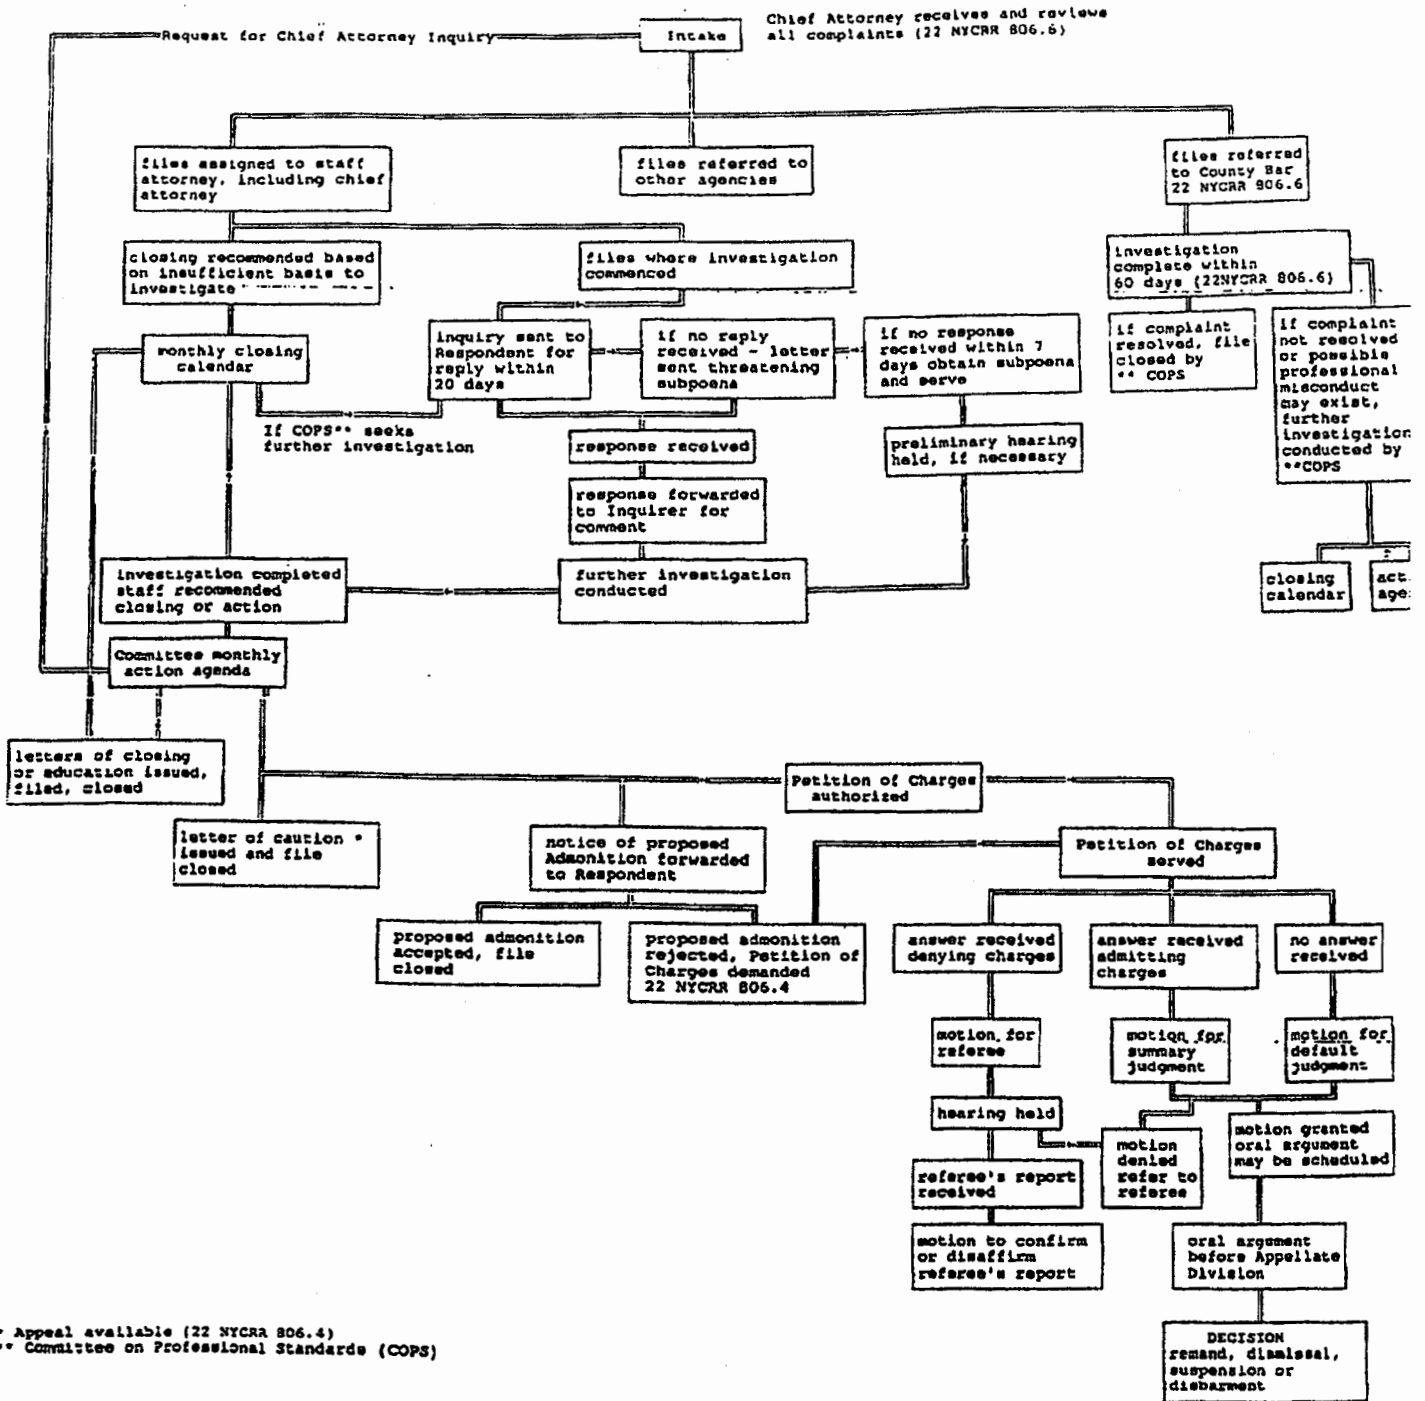 Request for Chief Attorney Inquiry
Intake
Chief Attorney receives and reviews
all complaints (22 NYCRR 806.6)
files assigned to staff
attorney, including chief
attorney
files referred to
other agencies
files referred
to County Bar
22 NYCRR 806.6
closing recommended based
on insufficient basis to
investigate
files where investigation
commenced
investigation
complete within
60 days (22NYCRR 806.6)
monthly closing
calendar
inquiry sent to
Respondent for
reply within
20 days
if no reply
received - letter
sent threatening
subpoena
if no response
received within 7
days obtain subpoena
and serve
if complaint
resolved, file
closed by
** COPS
if complaint
not resolved
or possible
professional
misconduct
may exist,
further
investigation
conducted by
**COPS
If COPS** seeks
further investigation
response received
preliminary hearing
held, if necessary
response forwarded
to Inquirer for
comment
investigation completed
staff recommended
closing or action
further investigation
conducted
closing
calendar
act
age
Committee monthly
action agenda
letters of closing
or education issued,
filed, closed
Petition of Charges
authorized
letter of caution *
issued and file
closed
notice of proposed
Admonition forwarded
to Respondent
Petition of Charges
served
proposed admonition
accepted, file
closed
proposed admonition
rejected, Petition of
Charges demanded
22 NYCRR 806.4
answer received
denying charges
answer received
admitting
charges
no answer
received
motion for
referee
motion for
summary
judgment
motion for
default
judgment
hearing held
motion
denied
refer to
referee
motion granted
oral argument
may be scheduled
referee's report
received
motion to confirm
or disaffirm
referee's report
oral argument
before Appellate
Division
DECISION
remand, dismissal,
suspension or
disbarment
* Appeal available (22 NYCRR 806.4)
** Committee on Professional Standards (COPS)